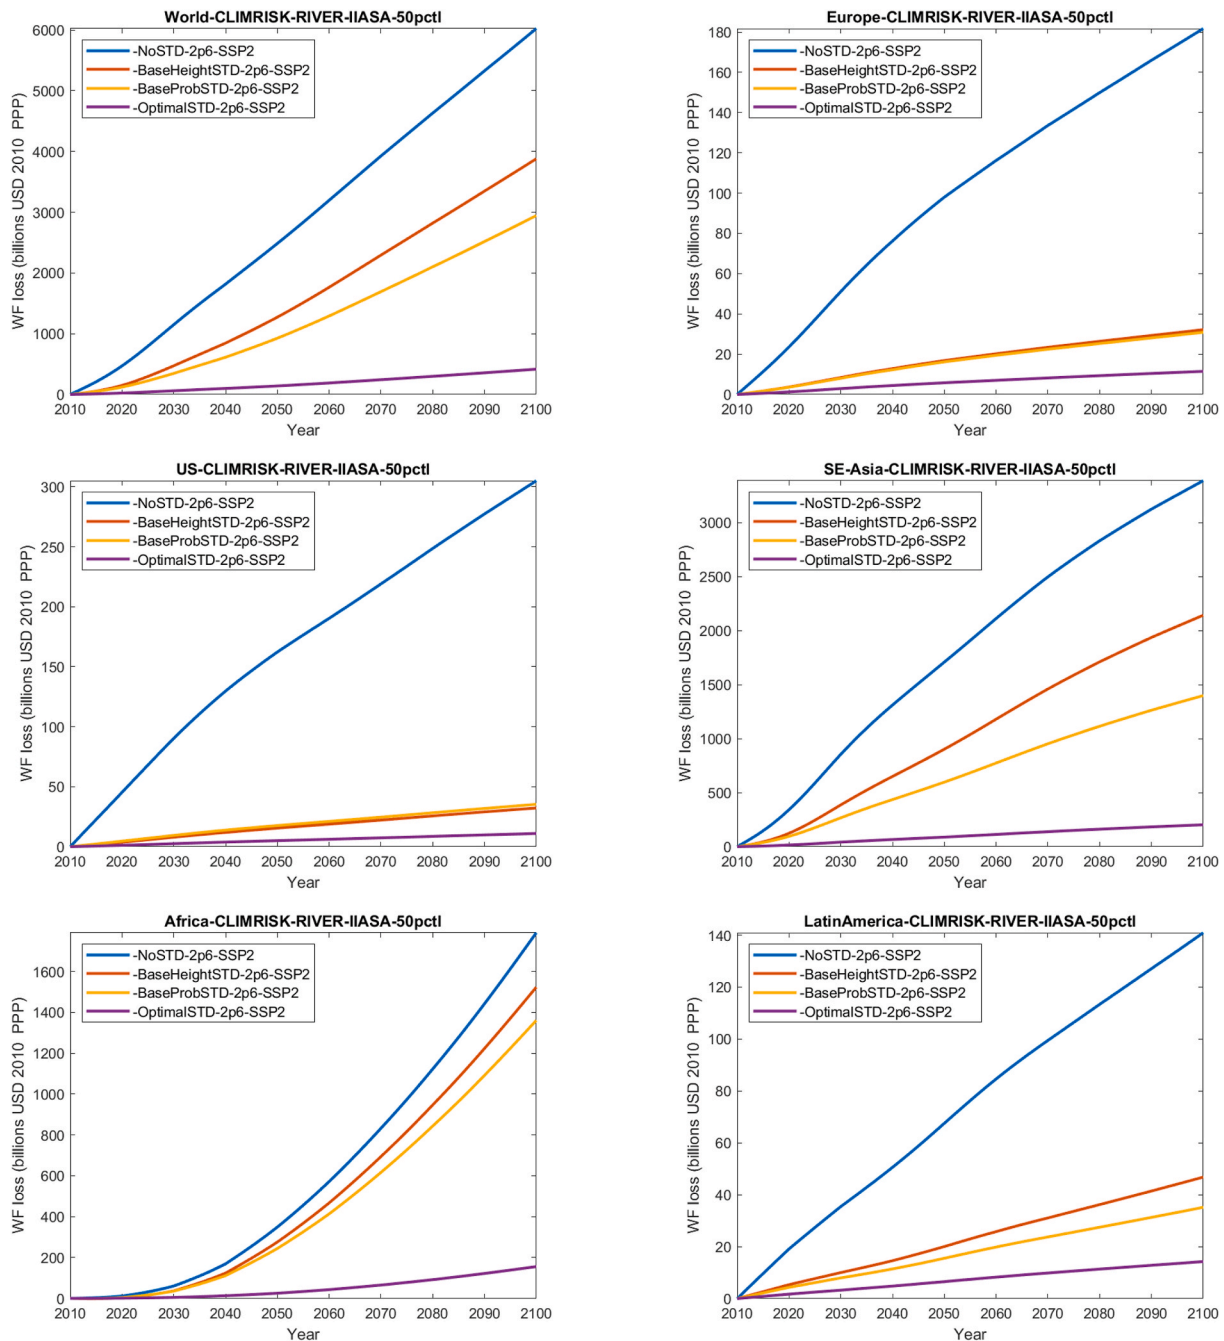 World-CLIMRISK-RIVER-IIASA-50pctl
-NoSTD-2p6-SSP2
-BaseHeightSTD-2p6-SSP2
-BaseProbSTD-2p6-SSP2
-OptimalSTD-2p6-SSP2
6000
5000
4000
3000
2000
1000
0
WF loss (billions USD 2010 PPP)
2010 2020 2030 2040 2050 2060 2070 2080 2090 2100
Year
Europe-CLIMRISK-RIVER-IIASA-50pctl
-NoSTD-2p6-SSP2
-BaseHeightSTD-2p6-SSP2
-BaseProbSTD-2p6-SSP2
-OptimalSTD-2p6-SSP2
180
160
140
120
100
80
60
40
20
0
WF loss (billions USD 2010 PPP)
2010 2020 2030 2040 2050 2060 2070 2080 2090 2100
Year
US-CLIMRISK-RIVER-IIASA-50pctl
-NoSTD-2p6-SSP2
-BaseHeightSTD-2p6-SSP2
-BaseProbSTD-2p6-SSP2
-OptimalSTD-2p6-SSP2
300
250
200
150
100
50
0
WF loss (billions USD 2010 PPP)
2010 2020 2030 2040 2050 2060 2070 2080 2090 2100
Year
SE-Asia-CLIMRISK-RIVER-IIASA-50pctl
-NoSTD-2p6-SSP2
-BaseHeightSTD-2p6-SSP2
-BaseProbSTD-2p6-SSP2
-OptimalSTD-2p6-SSP2
3000
2500
2000
1500
1000
500
0
WF loss (billions USD 2010 PPP)
2010 2020 2030 2040 2050 2060 2070 2080 2090 2100
Year
Africa-CLIMRISK-RIVER-IIASA-50pctl
-NoSTD-2p6-SSP2
-BaseHeightSTD-2p6-SSP2
-BaseProbSTD-2p6-SSP2
-OptimalSTD-2p6-SSP2
1600
1400
1200
1000
800
600
400
200
0
WF loss (billions USD 2010 PPP)
2010 2020 2030 2040 2050 2060 2070 2080 2090 2100
Year
LatinAmerica-CLIMRISK-RIVER-IIASA-50pctl
-NoSTD-2p6-SSP2
-BaseHeightSTD-2p6-SSP2
-BaseProbSTD-2p6-SSP2
-OptimalSTD-2p6-SSP2
140
120
100
80
60
40
20
0
WF loss (billions USD 2010 PPP)
2010 2020 2030 2040 2050 2060 2070 2080 2090 2100
Year